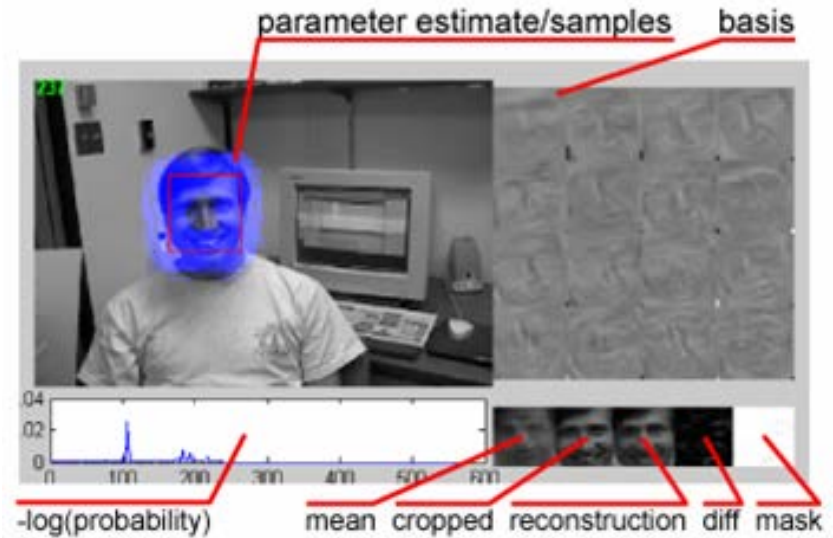 parameter estimate/samples basis
237
.04
.02
0
0 100 200 300 400 500 600
-log(probability) mean cropped reconstruction diff mask